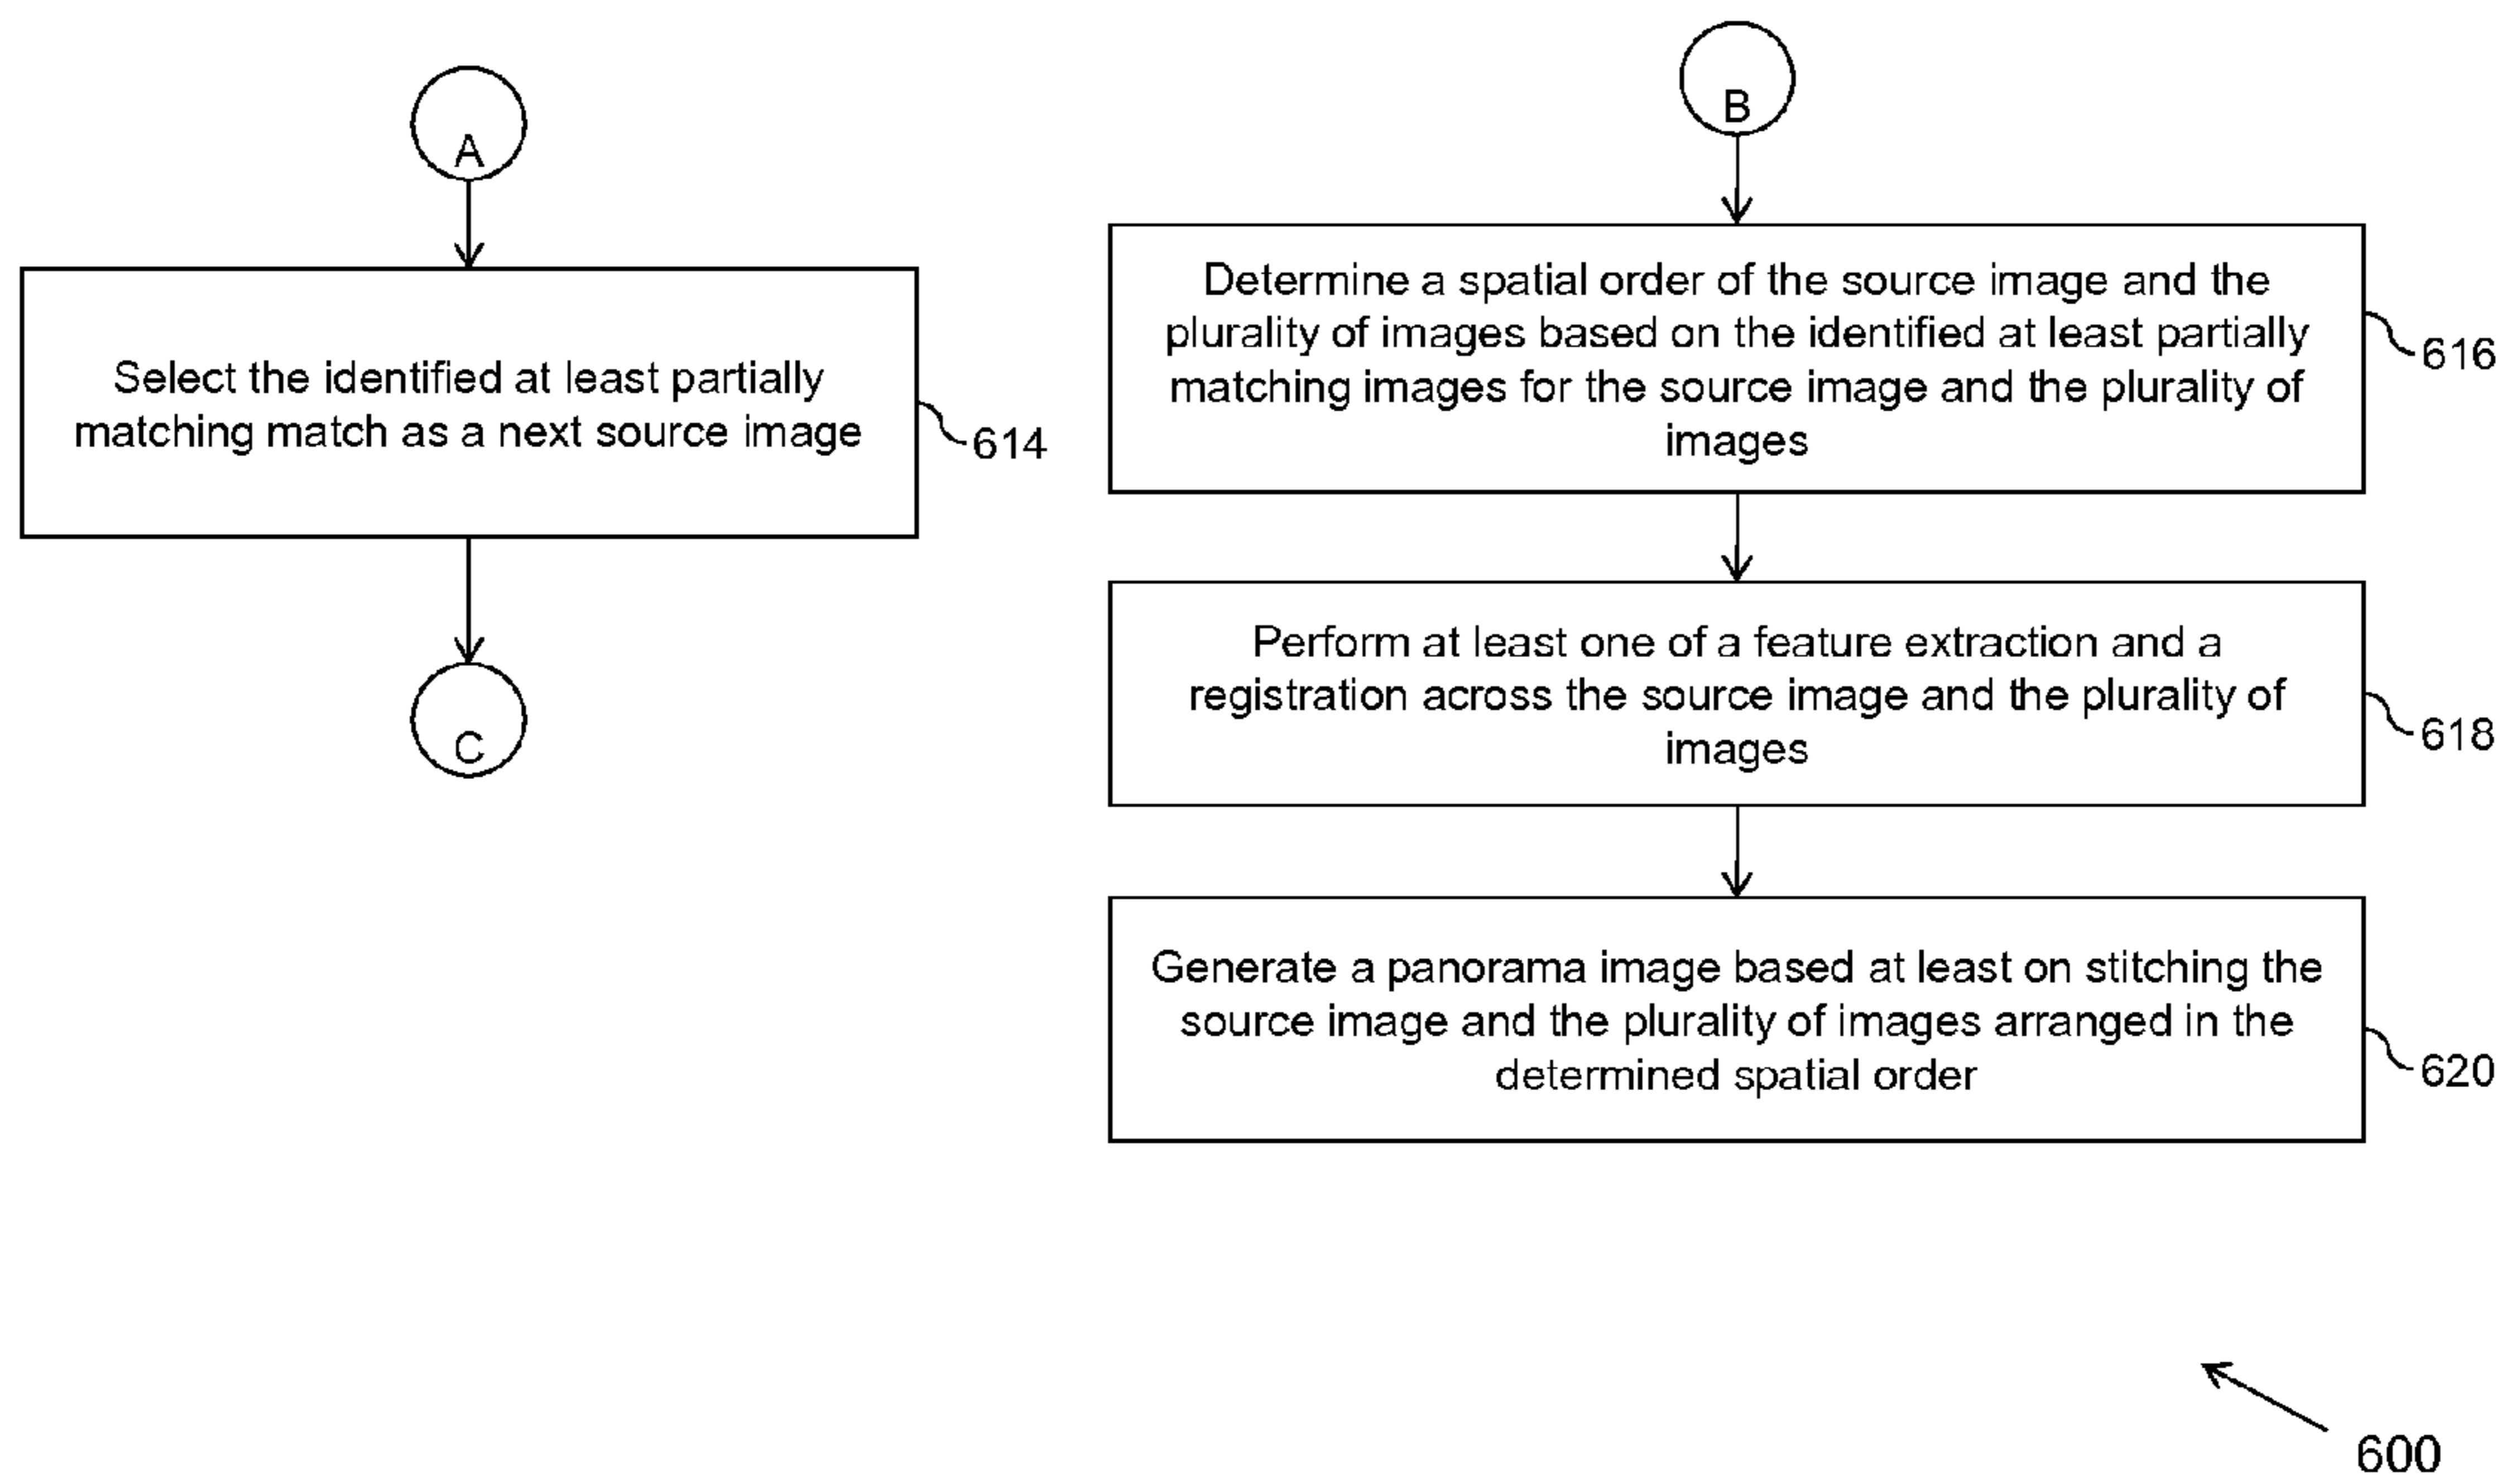 A
Select the identified at least partially
matching match as a next source image
614
C
B
Determine a spatial order of the source image and the
plurality of images based on the identified at least partially
matching images for the source image and the plurality of
images
616
Perform at least one of a feature extraction and a
registration across the source image and the plurality of
images
618
Generate a panorama image based at least on stitching the
source image and the plurality of images arranged in the
determined spatial order
620
600